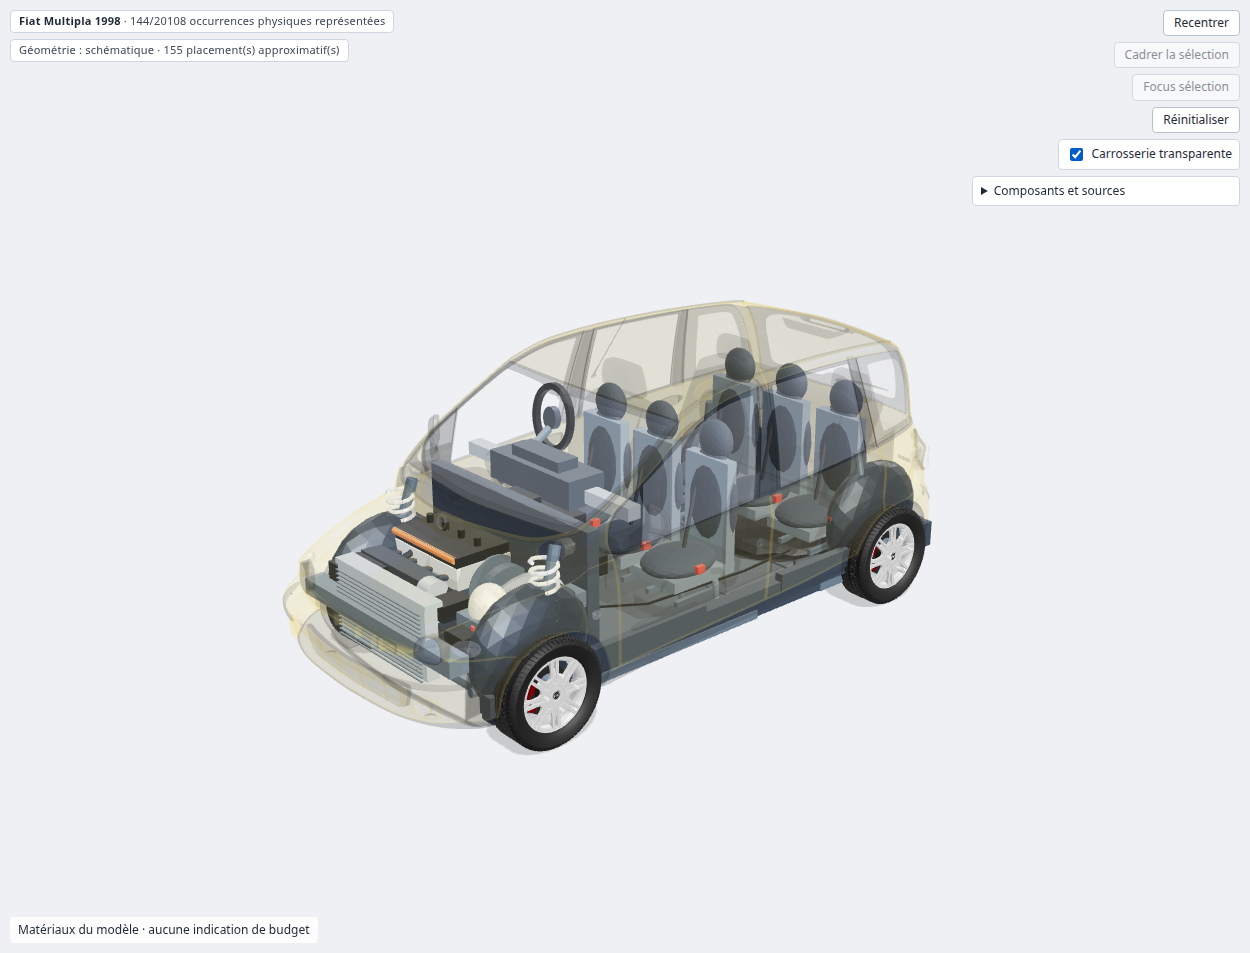 Fiat Multipla 1998 · 144/20108 occurrences physiques représentées
Géométrie : schématique · 155 placement(s) approximatif(s)
Recentrer
Cadrer la sélection
Focus sélection
Réinitialiser
Carrosserie transparente
Composants et sources
Matériaux du modèle · aucune indication de budget